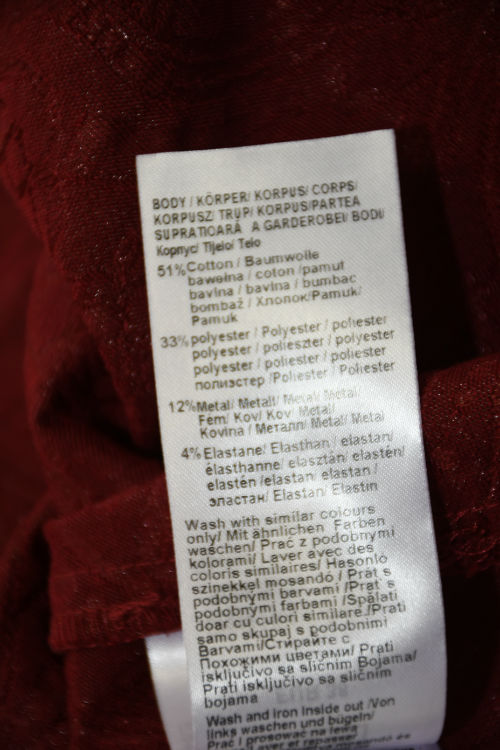 BODY / KÖRPER/ KORPUS/ CORPS/
KORPUSZ/ TRUP/ KORPUS/PARTEA
SUPRATIOARĂ A GARDEROBEI/ BODI/
Корпус/ Tijelo/ Telo
51% Cotton / Baumwolle
bawełna / coton /pamut
bavlna / bavlna / bumbac
bombaž / Хлопок/Pamuk/
Pamuk
33% polyester / Polyester / poliester
polyester / poliészter / polyester
polyester / poliester / poliester
полиэстер /Poliester / Poliester
12% Metal/ Metall/ Metal/ Metal/
Fém/ Kov/ Kov Metal/
Kovina / Металл/ Metal/ Metal
4% Elastane/ Elasthan / elastan/
élasthanne/ elasztán/ elastén/
elastén /elastan/ elastan /
эластан/ Elastan/ Elastin
Wash with similar colours
only/ Mit ähnlichen Farben
waschen/ Prać z podobnymi
kolorami/ Laver avec des
coloris similaires/ Hasonló
színekkel mosandó / Prát s
podobnými barvami /Prať s
podobnými farbami /Spălați
doar cu culori similare./Prati
samo skupaj s podobnimi
Barvami/Стирайте с
Похожими цветами/ Prati
isključivo sa sličnim Bojama/
Prati isključivo sa sličnim
bojama
Wash and iron inside out /Von
links waschen und bügeln/
Prać i prasować na lewą